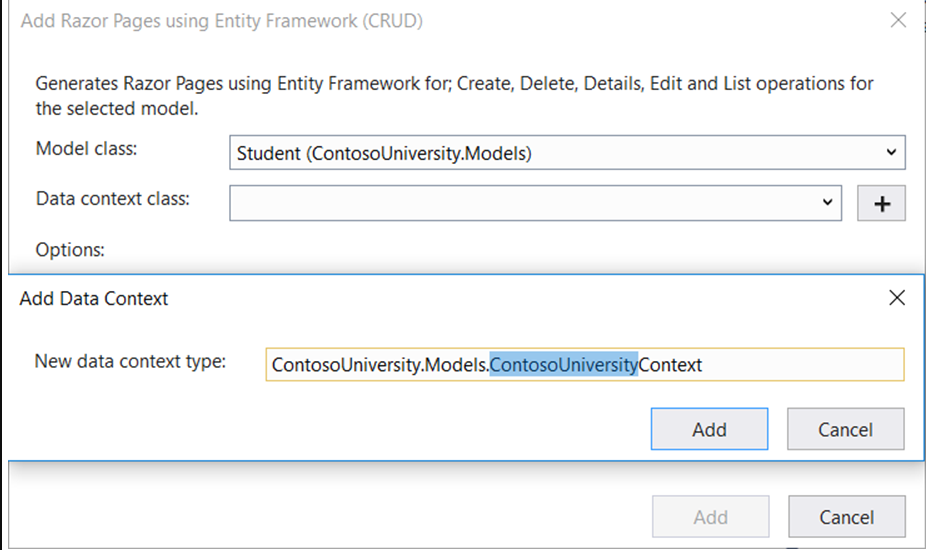 Add Razor Pages using Entity Framework (CRUD)
Generates Razor Pages using Entity Framework for; Create, Delete, Details, Edit and List operations for
the selected model.
Model class:
Student (ContosoUniversity.Models)
Data context class:
+
Options:
Add Data Context
New data context type:
ContosoUniversity.Models.ContosoUniversityContext
Add
Cancel
Add
Cancel